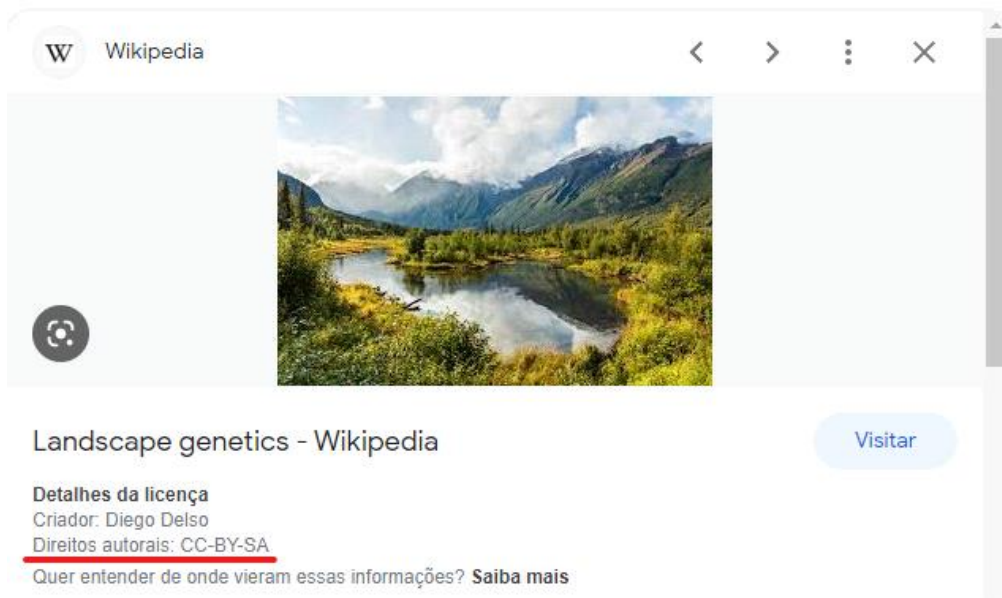 W Wikipedia
Landscape genetics - Wikipedia
Visitar
Detalhes da licença
Criador: Diego Delso
Direitos autorais: CC-BY-SA
Quer entender de onde vieram essas informações? Saiba mais